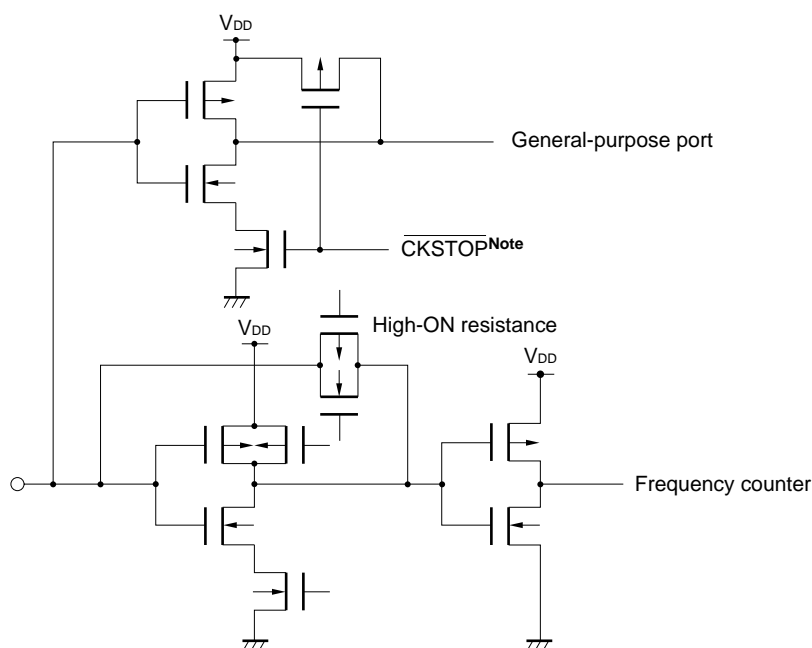 VDD
General-purpose port
CKSTOPNote
High-ON resistance
VDD
VDD
Frequency counter